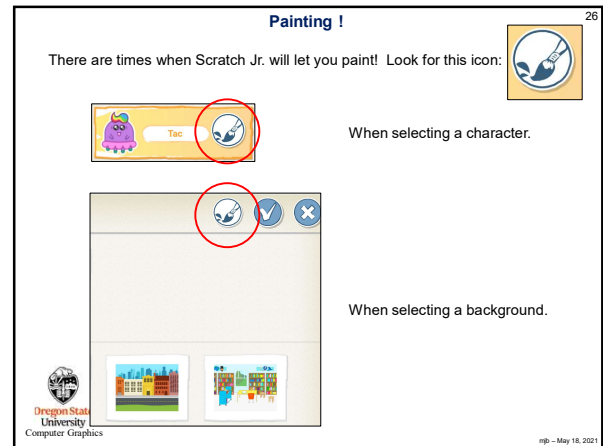 26
Painting !
There are times when Scratch Jr. will let you paint! Look for this icon:
Tac
When selecting a character.
When selecting a background.
Oregon State
University
Computer Graphics
mjb – May 18, 2021